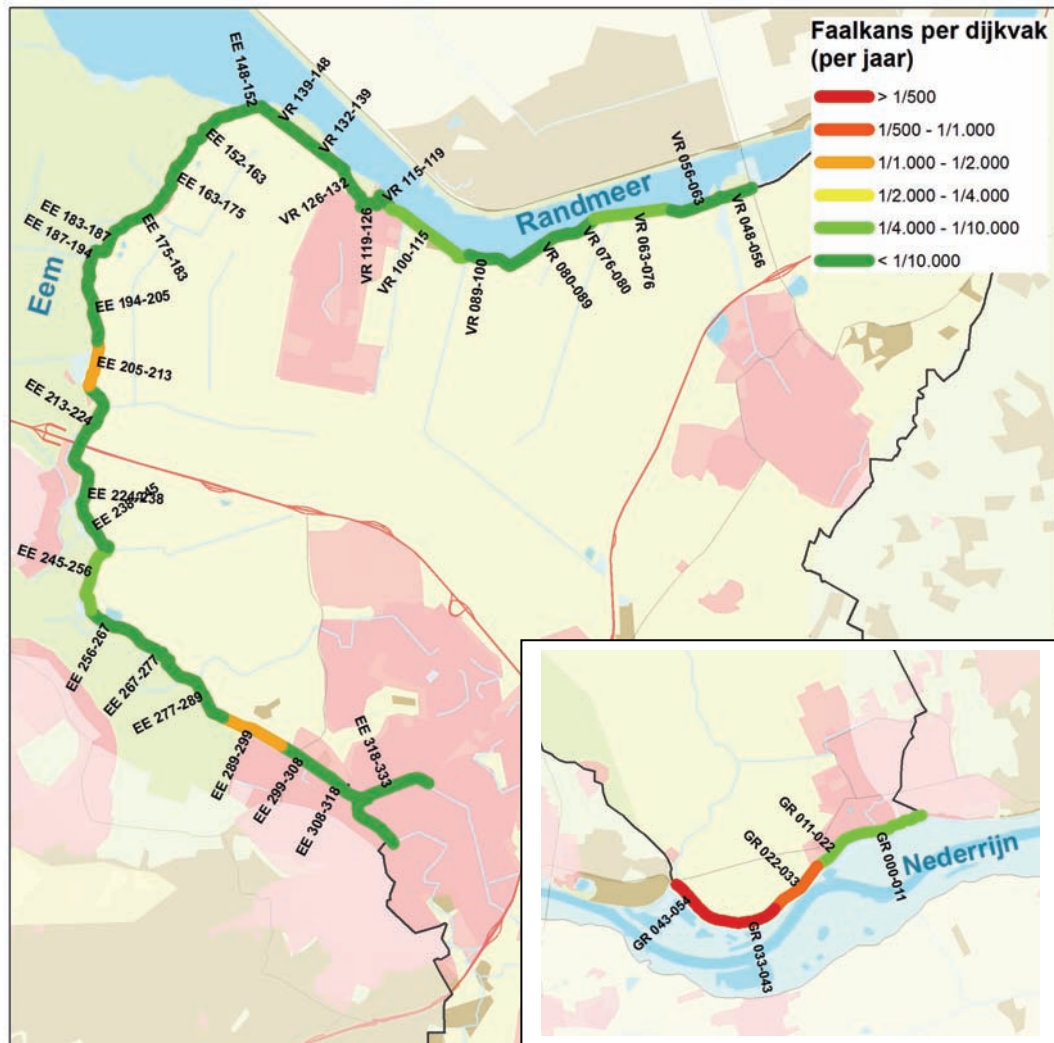 Faalkans per dijkvak
(per jaar)
> 1/500
1/500 - 1/1.000
1/1.000 - 1/2.000
1/2.000 - 1/4.000
1/4.000 - 1/10.000
< 1/10.000
EE 148-152
VR 139-148
VR 132-139
EE 152-163
VR 126-132
VR 115-119
VR 119-126
VR 100-115
Randmeer
VR 056-063
VR 048-056
VR 063-076
VR 076-080
VR 080-089
VR 089-100
EE 163-175
EE 175-183
EE 183-187
EE 187-194
Eem
EE 194-205
EE 205-213
EE 213-224
EE 224-238
EE 238-245
EE 245-256
EE 256-267
EE 267-277
EE 277-289
EE 289-299
EE 299-308
EE 308-318
EE 318-333
GR 011-022
GR 022-033
GR 000-011
Nederrijn
GR 043-054
GR 033-043